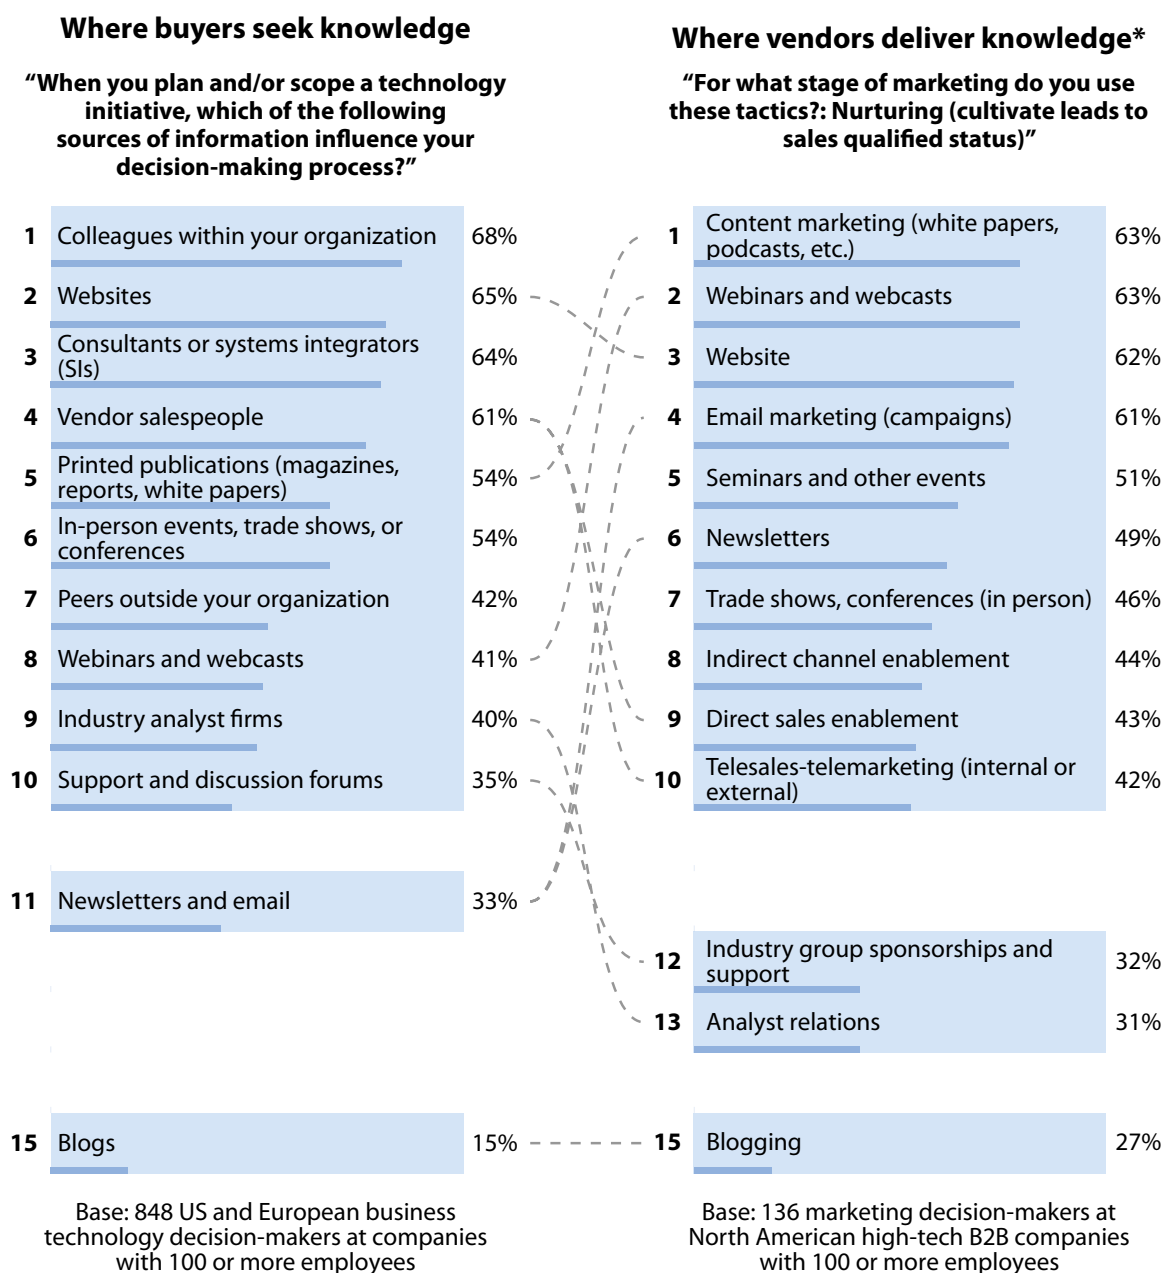 Where buyers seek knowledge
"When you plan and/or scope a technology
initiative, which of the following
sources of information influence your
decision-making process?"
1 Colleagues within your organization 68%
2 Websites 65%
3 Consultants or systems integrators
(SIs) 64%
4 Vendor salespeople 61%
5 Printed publications (magazines,
reports, white papers) 54%
6 In-person events, trade shows, or
conferences 54%
7 Peers outside your organization 42%
8 Webinars and webcasts 41%
9 Industry analyst firms 40%
10 Support and discussion forums 35%
11 Newsletters and email 33%
15 Blogs 15%
Base: 848 US and European business
technology decision-makers at companies
with 100 or more employees
Where vendors deliver knowledge*
"For what stage of marketing do you use
these tactics?: Nurturing (cultivate leads to
sales qualified status)"
1 Content marketing (white papers,
podcasts, etc.) 63%
2 Webinars and webcasts 63%
3 Website 62%
4 Email marketing (campaigns) 61%
5 Seminars and other events 51%
6 Newsletters 49%
7 Trade shows, conferences (in person) 46%
8 Indirect channel enablement 44%
9 Direct sales enablement 43%
10 Telesales-telemarketing (internal or
external) 42%
12 Industry group sponsorships and
support 32%
13 Analyst relations 31%
15 Blogging 27%
Base: 136 marketing decision-makers at
North American high-tech B2B companies
with 100 or more employees